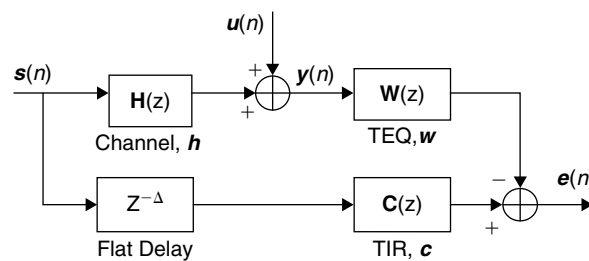 u(n)
s(n)
+
y(n)
H(z)
+
W(z)
Channel, h
TEQ,w
−
e(n
Z^{−Δ}
C(z)
+
Flat Delay
TIR, c